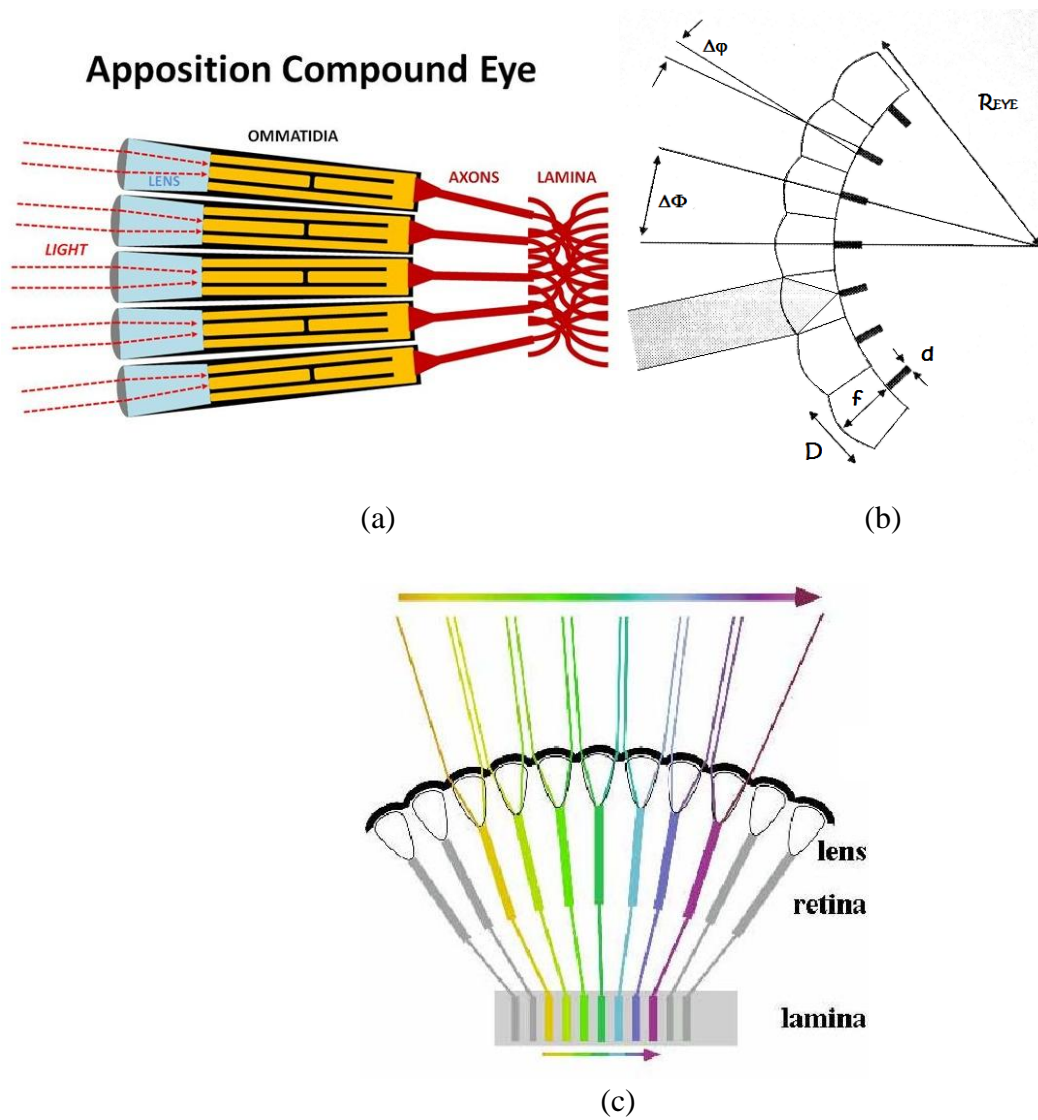 Apposition Compound Eye
OMMATIDIA
AXONS
LAMINA
LENS
LIGHT
Δφ
REYE
ΔΦ
d
f
D
(a)
(b)
lens
retina
lamina
(c)